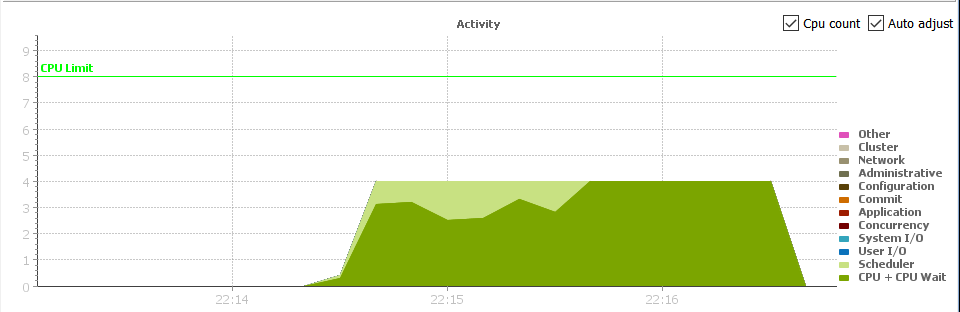 Activity
Cpu count
Auto adjust
9
CPU Limit
8
7
6
5
4
3
2
1
0
22:14
22:15
22:16
Other
Cluster
Network
Administrative
Configuration
Commit
Application
Concurrency
System I/O
User I/O
Scheduler
CPU + CPU Wait